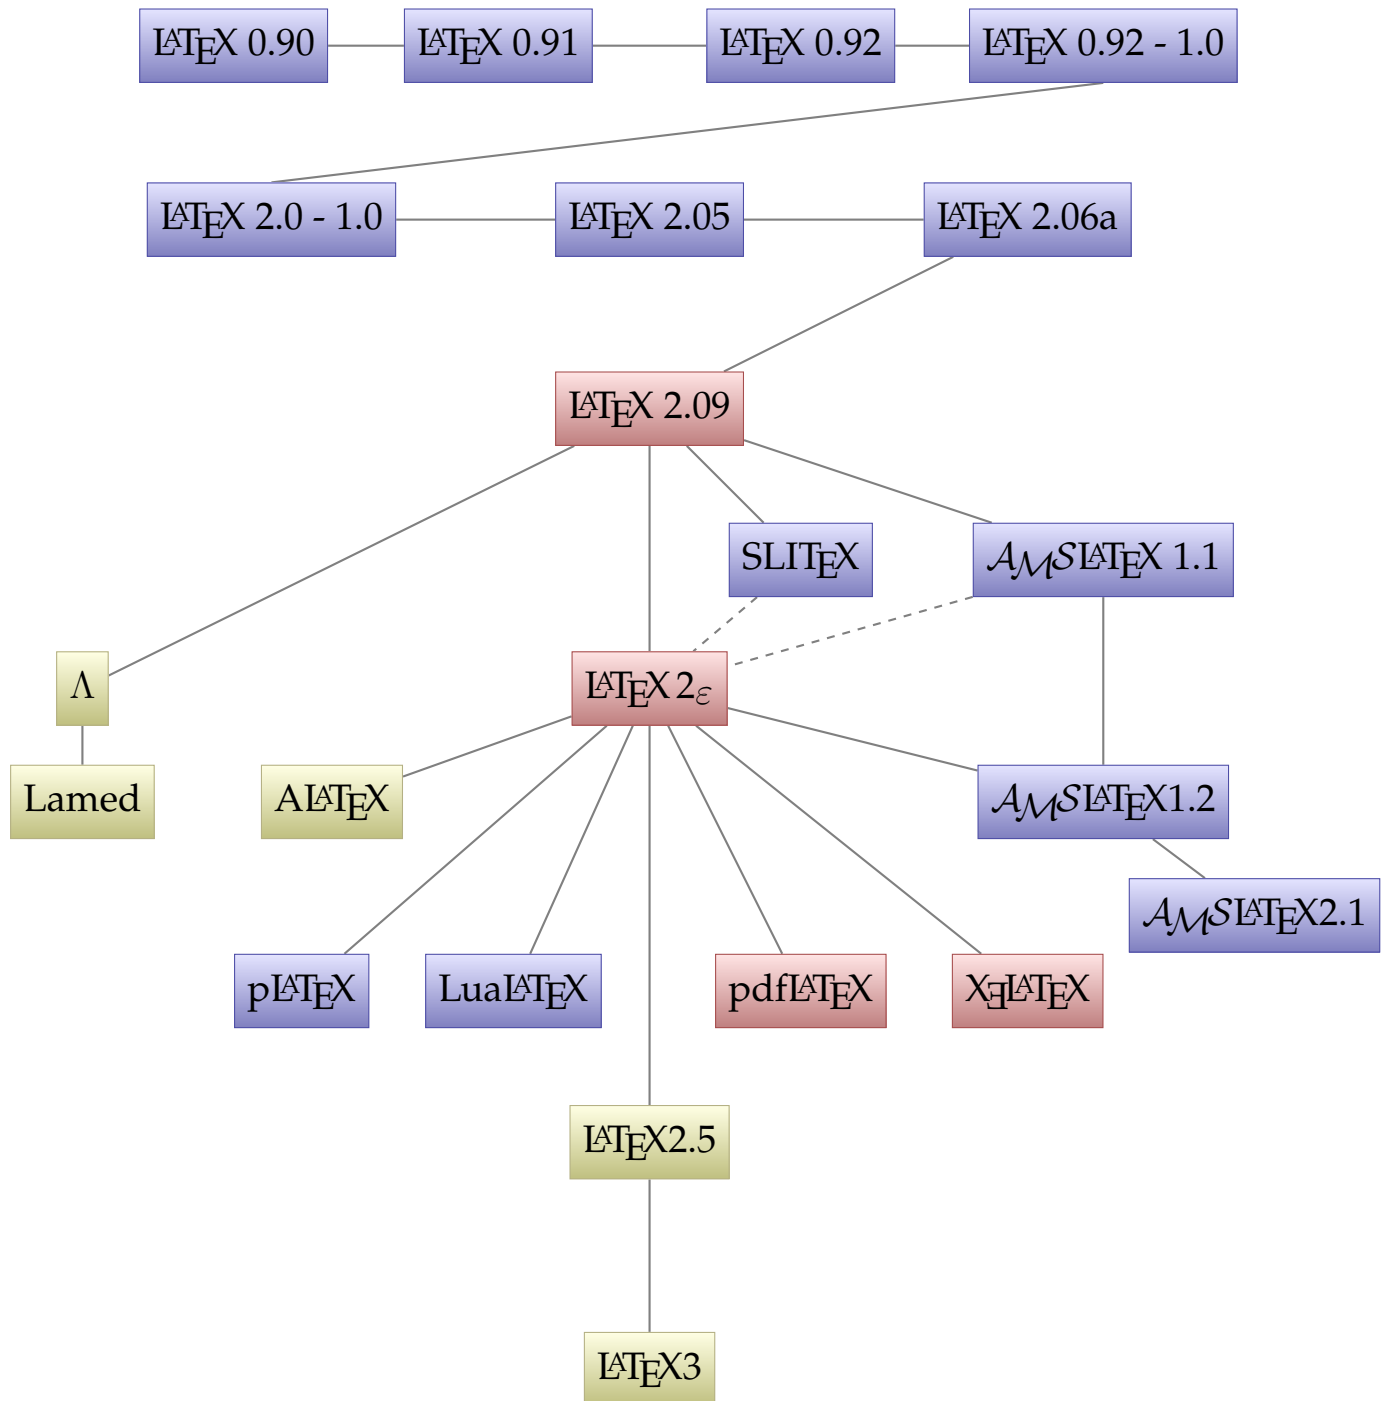 LATEX 0.90 LATEX 0.91 LATEX 0.92 LATEX 0.92 - 1.0
LATEX 2.0 - 1.0 LATEX 2.05 LATEX 2.06a
LATEX 2.09
SLITEX AMSLATEX 1.1
Λ LATEX 2ε
Lamed ALATEX AMSLATEX1.2
AMSLATEX2.1
pLATEX LuaLATEX pdfLATEX XƎLATEX
LATEX2.5
LATEX3